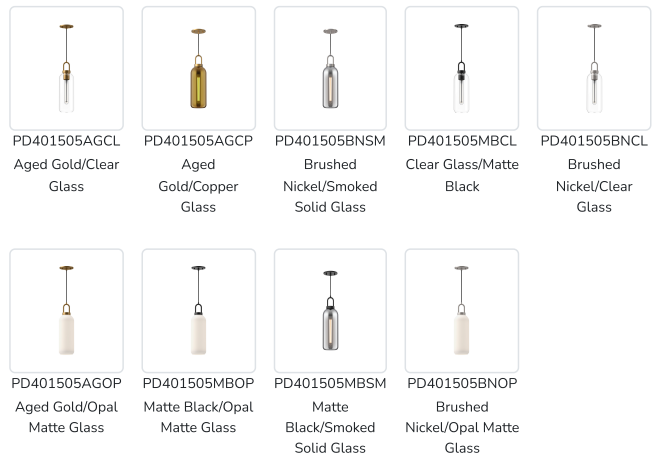 PD401505AGCL
Aged Gold/Clear
Glass
PD401505AGCP
Aged
Gold/Copper
Glass
PD401505BNSM
Brushed
Nickel/Smoked
Solid Glass
PD401505MBCL
Clear Glass/Matte
Black
PD401505BNCL
Brushed
Nickel/Clear
Glass
PD401505AGOP
Aged Gold/Opal
Matte Glass
PD401505MBOP
Matte Black/Opal
Matte Glass
PD401505MBSM
Matte
Black/Smoked
Solid Glass
PD401505BNOP
Brushed
Nickel/Opal Matte
Glass